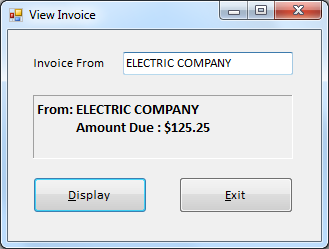 View Invoice
Invoice From ELECTRIC COMPANY
From: ELECTRIC COMPANY
Amount Due : $125.25
Display Exit